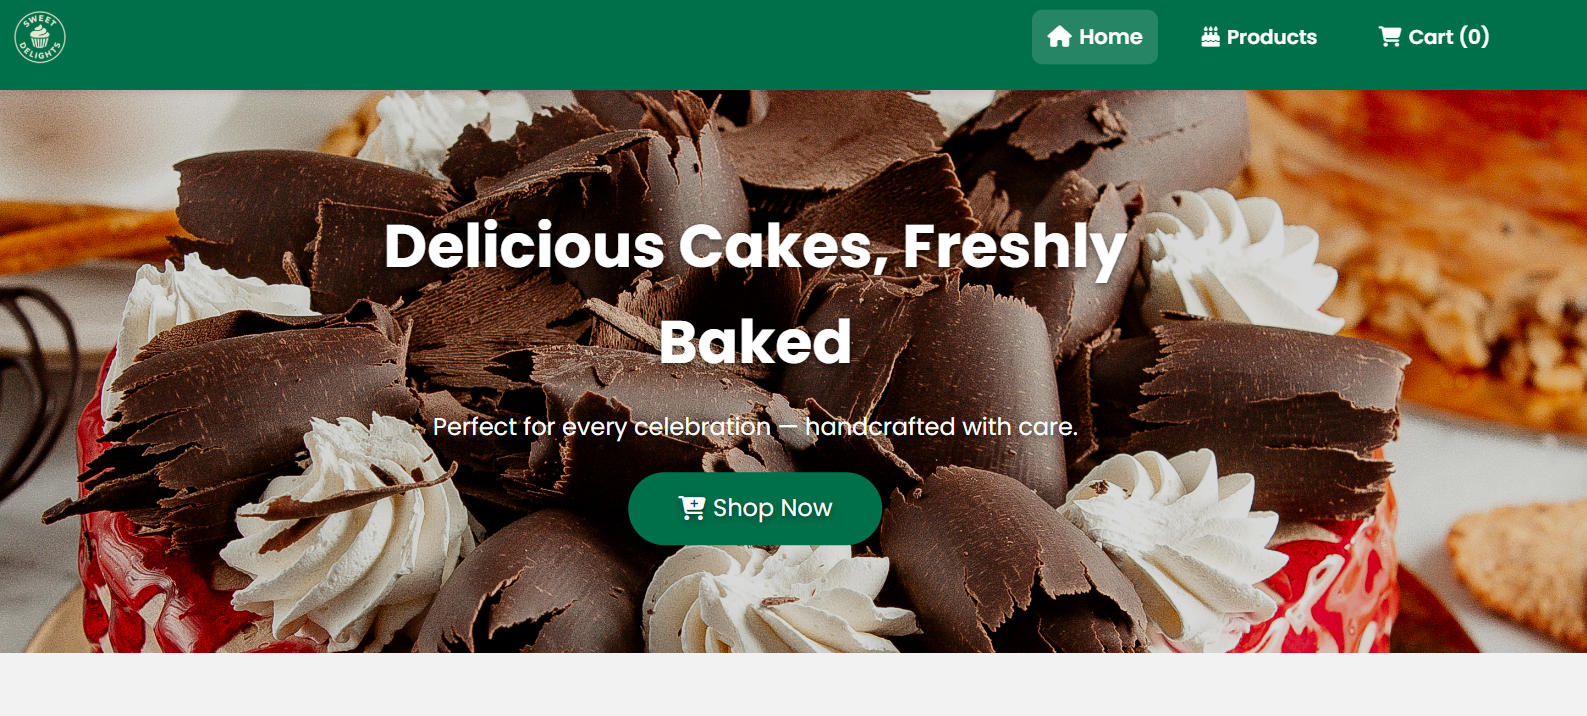 SWEET
DELIGHTS
Home
Products
Cart (0)
Delicious Cakes, Freshly
Baked
Perfect for every celebration — handcrafted with care.
Shop Now